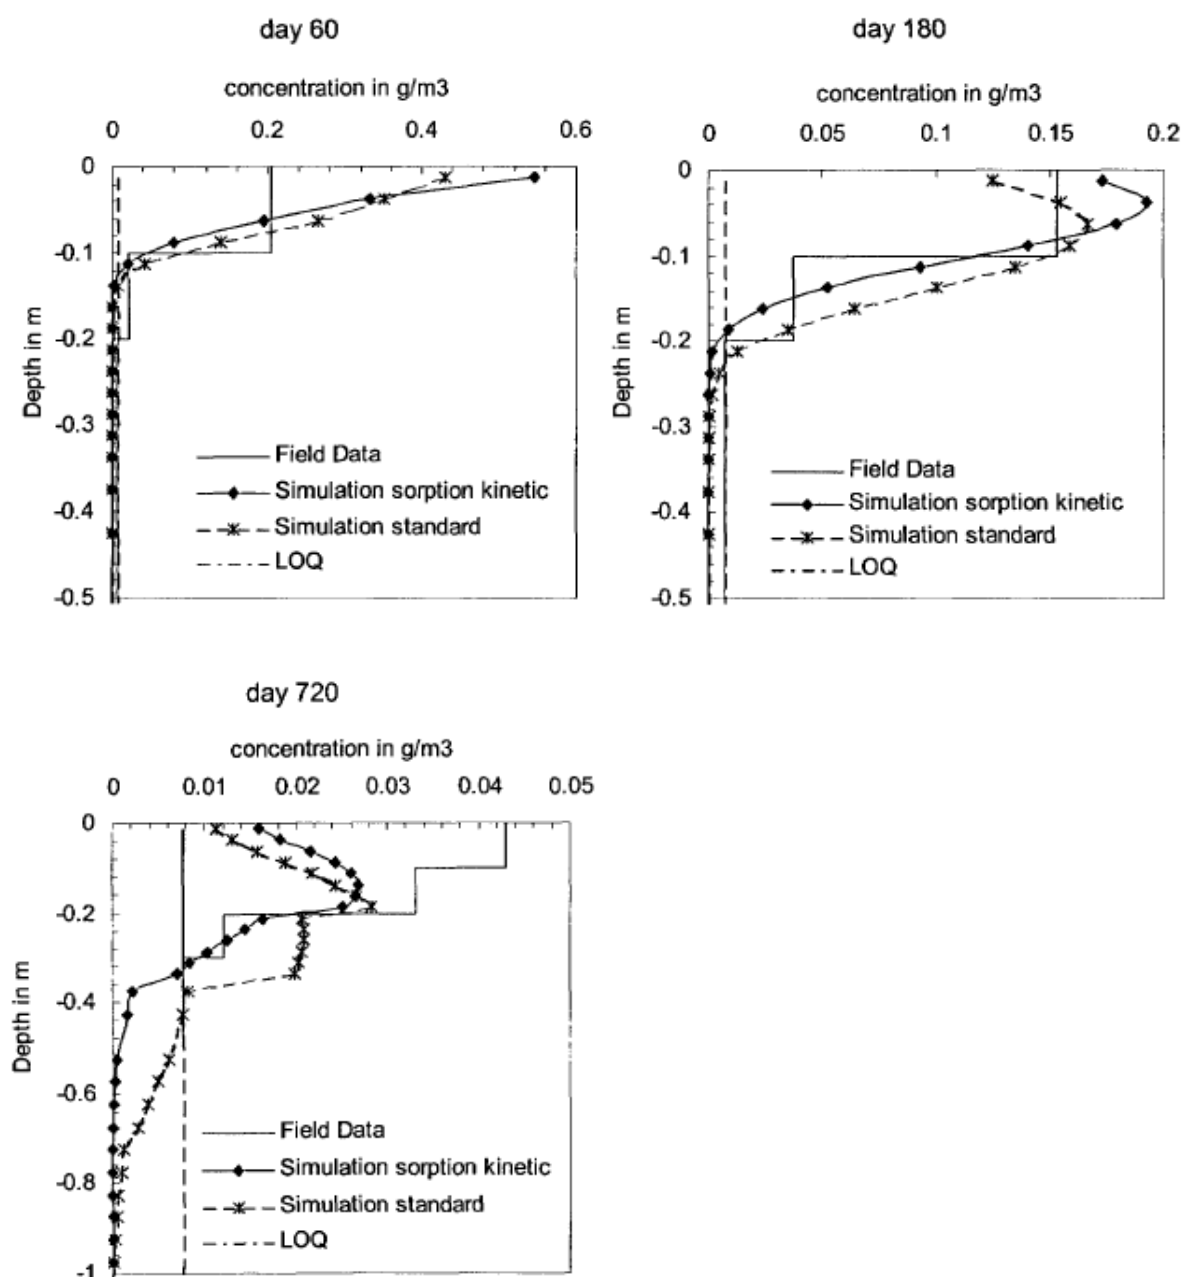 day 60
concentration in g/m3
0 0.2 0.4 0.6
0
-0.1
-0.2
-0.3
-0.4
-0.5
Depth in m
Field Data
Simulation sorption kinetic
Simulation standard
LOQ
day 180
concentration in g/m3
0 0.05 0.1 0.15 0.2
0
-0.1
-0.2
-0.3
-0.4
-0.5
Depth in m
Field Data
Simulation sorption kinetic
Simulation standard
LOQ
day 720
concentration in g/m3
0 0.01 0.02 0.03 0.04 0.05
0
-0.2
-0.4
-0.6
-0.8
-1
Depth in m
Field Data
Simulation sorption kinetic
Simulation standard
LOQ